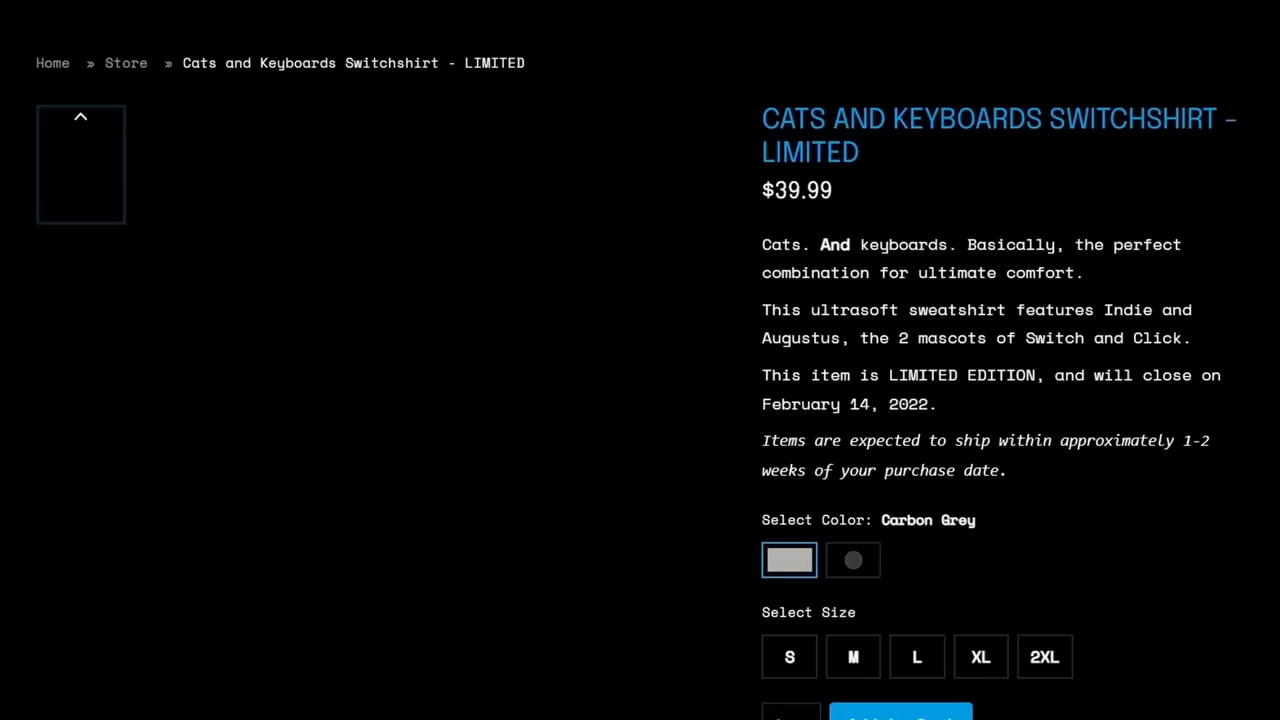 Home » Store » Cats and Keyboards Switchshirt - LIMITED
CATS AND KEYBOARDS SWITCHSHIRT –
LIMITED
$39.99
Cats. And keyboards. Basically, the perfect
combination for ultimate comfort.
This ultrasoft sweatshirt features Indie and
Augustus, the 2 mascots of Switch and Click.
This item is LIMITED EDITION, and will close on
February 14, 2022.
Items are expected to ship within approximately 1-2
weeks of your purchase date.
Select Color: Carbon Grey
Select Size
S M L XL 2XL